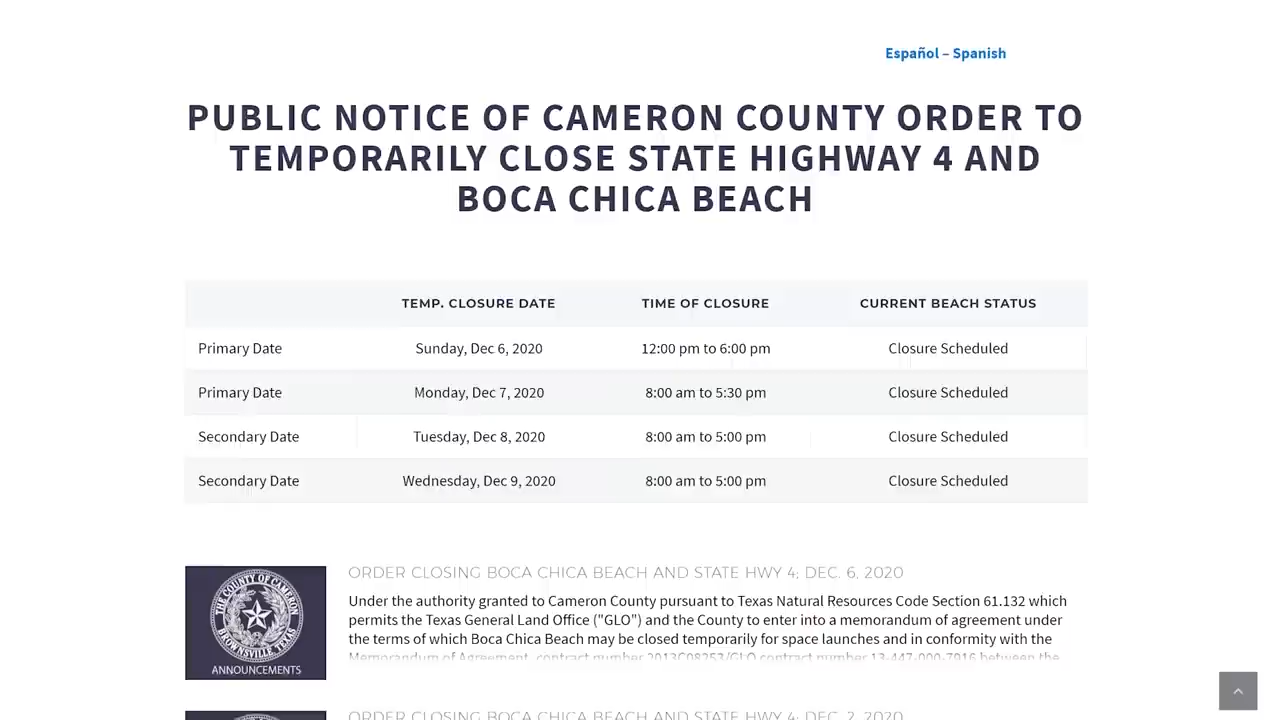 Español – Spanish
PUBLIC NOTICE OF CAMERON COUNTY ORDER TO
TEMPORARILY CLOSE STATE HIGHWAY 4 AND
BOCA CHICA BEACH
TEMP. CLOSURE DATE TIME OF CLOSURE CURRENT BEACH STATUS
Primary Date Sunday, Dec 6, 2020 12:00 pm to 6:00 pm Closure Scheduled
Primary Date Monday, Dec 7, 2020 8:00 am to 5:30 pm Closure Scheduled
Secondary Date Tuesday, Dec 8, 2020 8:00 am to 5:00 pm Closure Scheduled
Secondary Date Wednesday, Dec 9, 2020 8:00 am to 5:00 pm Closure Scheduled
THE COUNTY OF CAMERON
BROWNSVILLE, TEXAS
ANNOUNCEMENTS
ORDER CLOSING BOCA CHICA BEACH AND STATE HWY 4; DEC. 6, 2020
Under the authority granted to Cameron County pursuant to Texas Natural Resources Code Section 61.132 which
permits the Texas General Land Office ("GLO") and the County to enter into a memorandum of agreement under
the terms of which Boca Chica Beach may be closed temporarily for space launches and in conformity with the
Memorandum of Agreement, contract number between the
ORDER CLOSING BOCA CHICA BEACH AND STATE HWY 4; DEC. 2, 2020